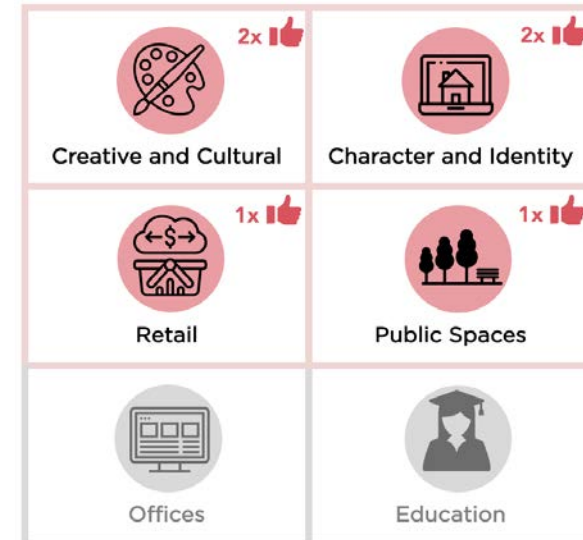 2x
2x
Creative and Cultural
Character and Identity
1x
1x
$
Retail
Public Spaces
Offices
Education